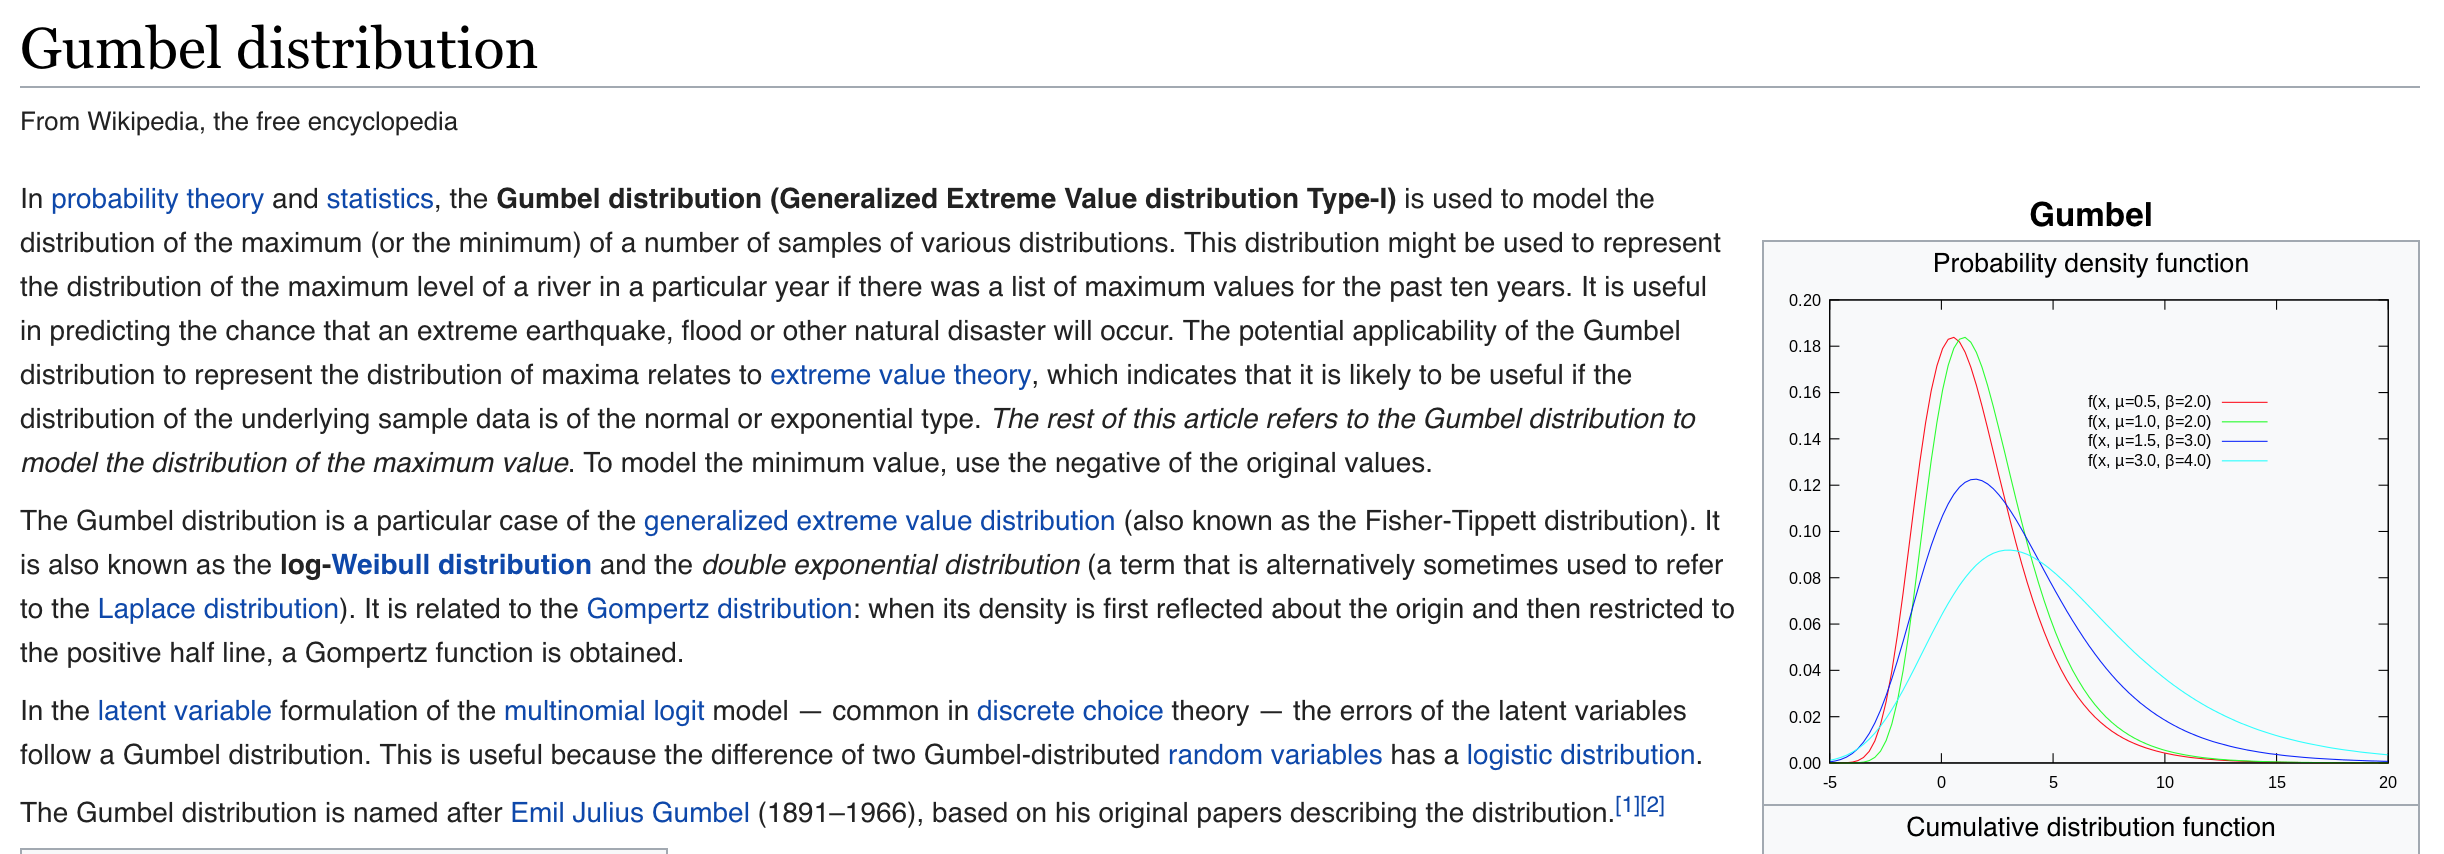 Gumbel distribution
From Wikipedia, the free encyclopedia
In probability theory and statistics, the Gumbel distribution (Generalized Extreme Value distribution Type-I) is used to model the
distribution of the maximum (or the minimum) of a number of samples of various distributions. This distribution might be used to represent
the distribution of the maximum level of a river in a particular year if there was a list of maximum values for the past ten years. It is useful
in predicting the chance that an extreme earthquake, flood or other natural disaster will occur. The potential applicability of the Gumbel
distribution to represent the distribution of maxima relates to extreme value theory, which indicates that it is likely to be useful if the
distribution of the underlying sample data is of the normal or exponential type. The rest of this article refers to the Gumbel distribution to
model the distribution of the maximum value. To model the minimum value, use the negative of the original values.
The Gumbel distribution is a particular case of the generalized extreme value distribution (also known as the Fisher-Tippett distribution). It
is also known as the log-Weibull distribution and the double exponential distribution (a term that is alternatively sometimes used to refer
to the Laplace distribution). It is related to the Gompertz distribution: when its density is first reflected about the origin and then restricted to
the positive half line, a Gompertz function is obtained.
In the latent variable formulation of the multinomial logit model — common in discrete choice theory — the errors of the latent variables
follow a Gumbel distribution. This is useful because the difference of two Gumbel-distributed random variables has a logistic distribution.
The Gumbel distribution is named after Emil Julius Gumbel (1891–1966), based on his original papers describing the distribution.[1][2]
Gumbel
Probability density function
0.20
0.18
0.16
0.14
0.12
0.10
0.08
0.06
0.04
0.02
0.00
f(x, µ=0.5, β=2.0)
f(x, µ=1.0, β=2.0)
f(x, µ=1.5, β=3.0)
f(x, µ=3.0, β=4.0)
-5 0 5 10 15 20
Cumulative distribution function